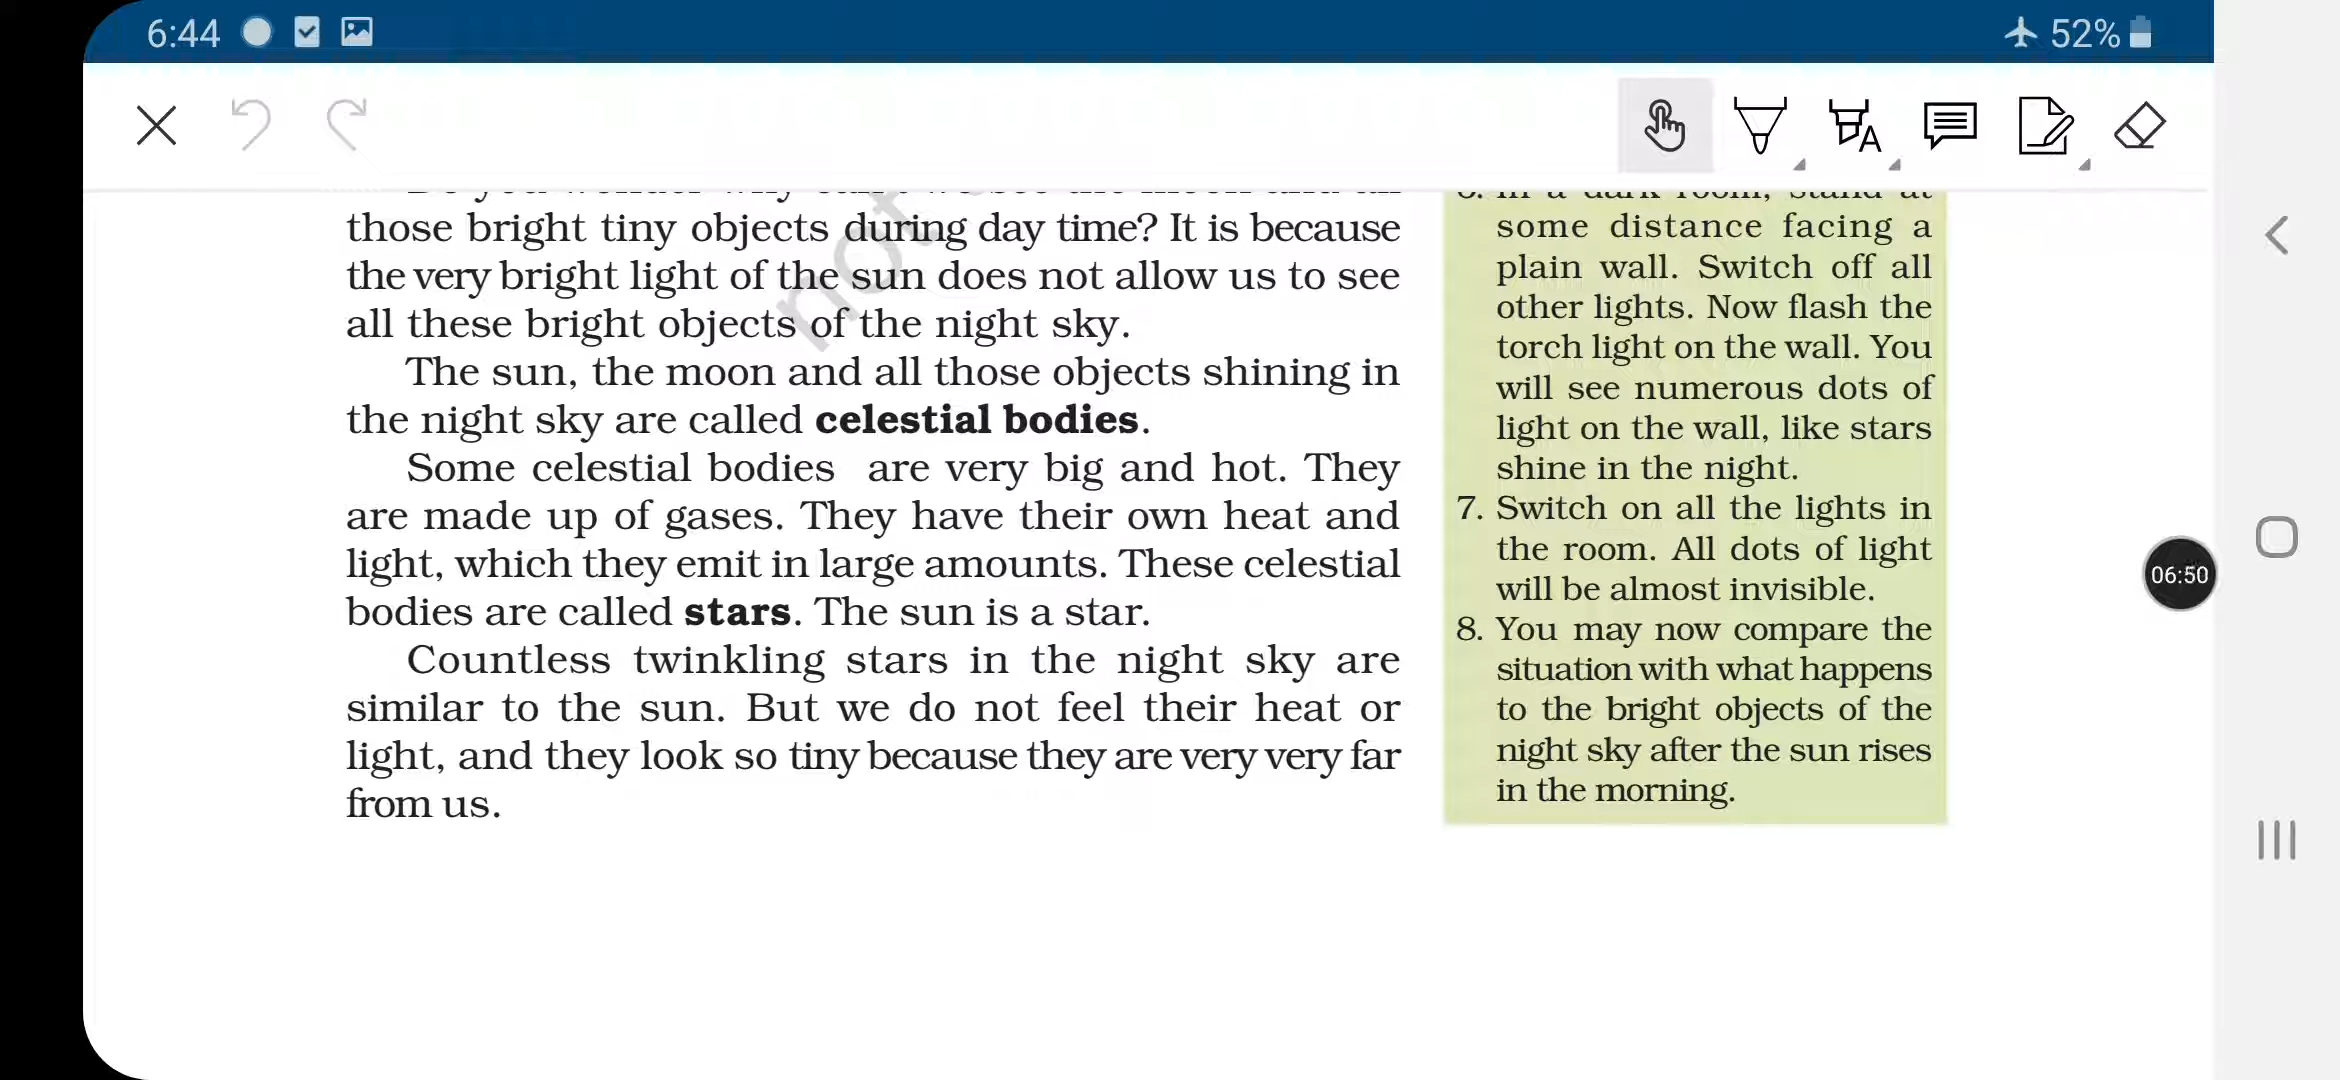 6:44
52%
those bright tiny objects during day time? It is because
the very bright light of the sun does not allow us to see
all these bright objects of the night sky.
The sun, the moon and all those objects shining in
the night sky are called celestial bodies.
Some celestial bodies are very big and hot. They
are made up of gases. They have their own heat and
light, which they emit in large amounts. These celestial
bodies are called stars. The sun is a star.
Countless twinkling stars in the night sky are
similar to the sun. But we do not feel their heat or
light, and they look so tiny because they are very very far
from us.
not
some distance facing a
plain wall. Switch off all
other lights. Now flash the
torch light on the wall. You
will see numerous dots of
light on the wall, like stars
shine in the night.
7. Switch on all the lights in
the room. All dots of light
will be almost invisible.
8. You may now compare the
situation with what happens
to the bright objects of the
night sky after the sun rises
in the morning.
06:50